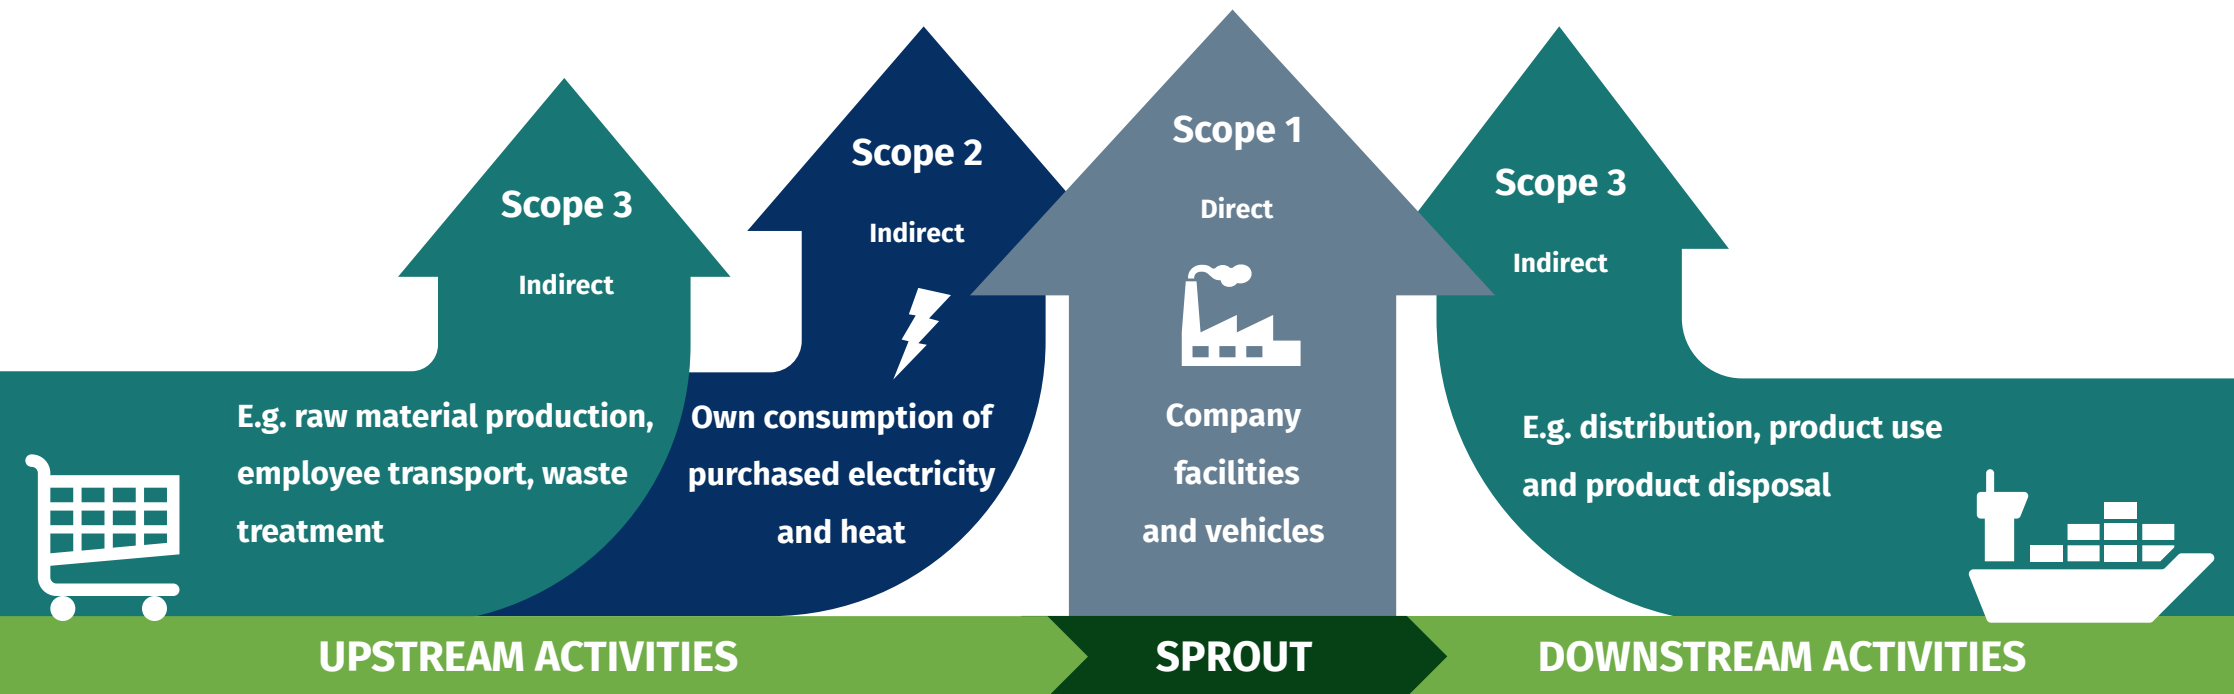 Scope 3
Indirect
E.g. raw material production,
employee transport, waste
treatment
Scope 2
Indirect
Own consumption of
purchased electricity
and heat
Scope 1
Direct
Company
facilities
and vehicles
Scope 3
Indirect
E.g. distribution, product use
and product disposal
UPSTREAM ACTIVITIES
SPROUT
DOWNSTREAM ACTIVITIES